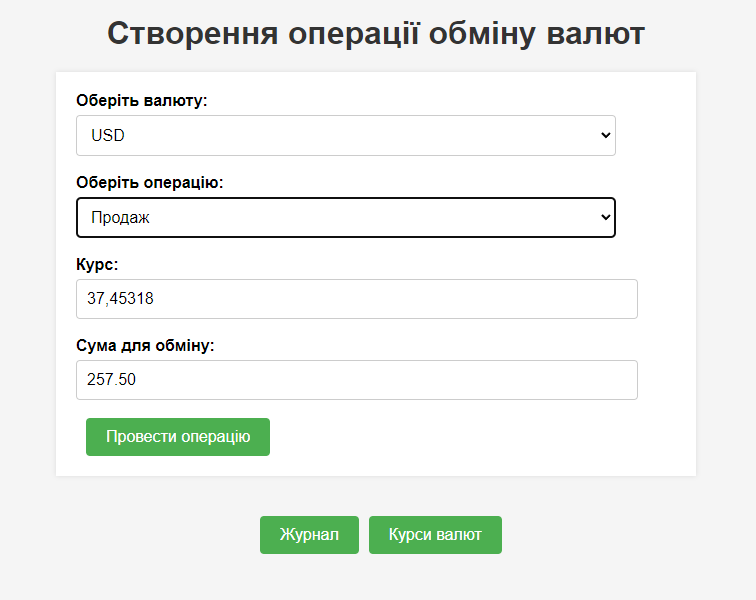 Створення операції обміну валют
Оберіть валюту:
USD
Оберіть операцію:
Продаж
Курс:
37,45318
Сума для обміну:
257.50
Провести операцію
Журнал
Курси валют